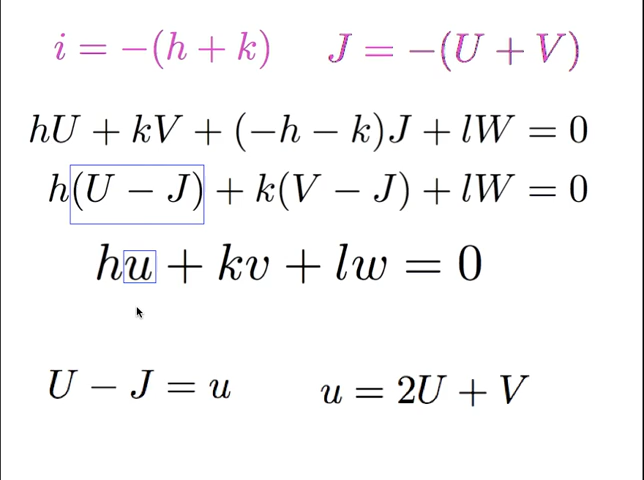 i = −(h + k) J = −(U + V)
hU + kV + (−h − k)J + lW = 0
h(U − J) + k(V − J) + lW = 0
hu + kv + lw = 0
U − J = u u = 2U + V